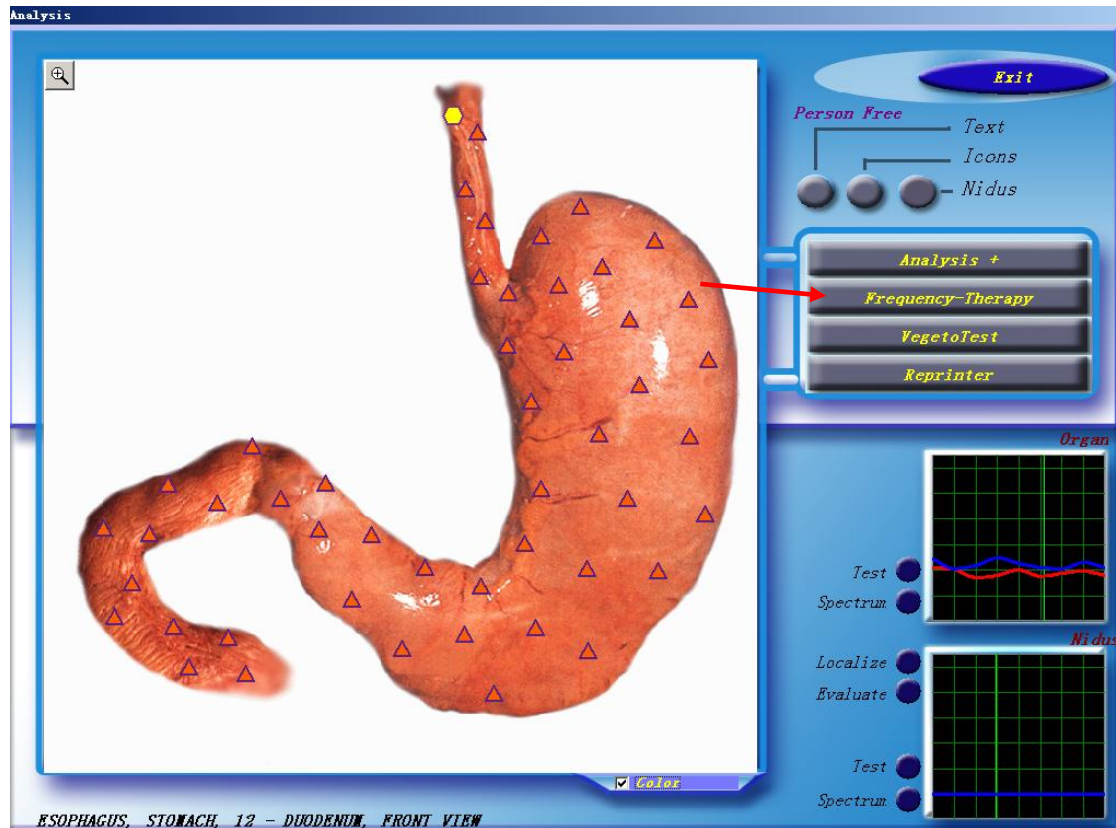 Analysis
Exit
Person Free
Text
Icons
Nidus
Analysis +
Frequency-Therapy
VegetoTest
Reprinter
Organ
Test
Spectrum
Nidus
Localize
Evaluate
Test
Spectrum
Color
ESOPHAGUS, STOMACH, 12 - DUODENUM, FRONT VIEW